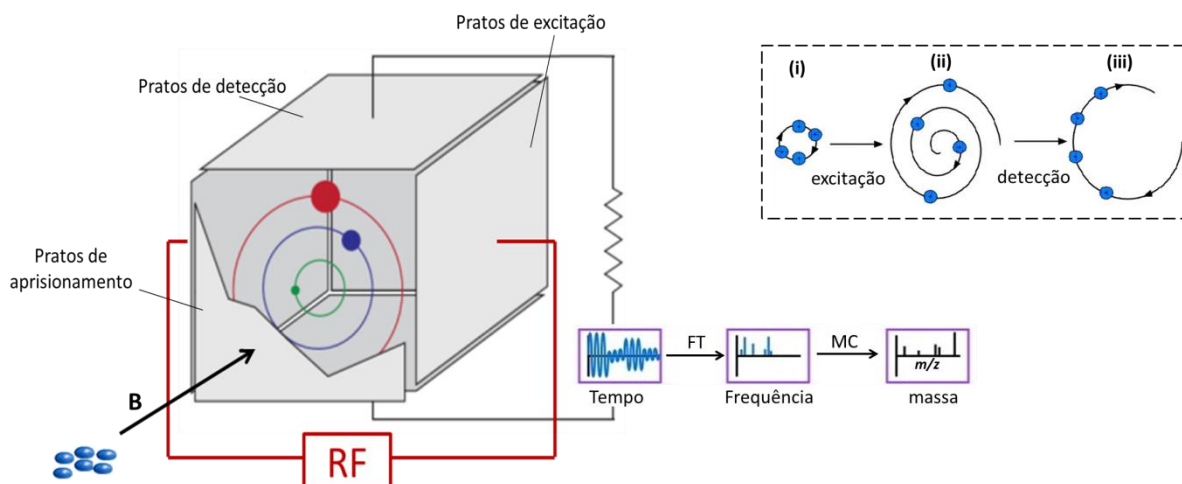 Pratos de excitação
Pratos de detecção
Pratos de
aprisionamento
B
RF
(i)
(ii)
(iii)
excitação
detecção
FT
MC
m/z
Tempo
Frequência
massa